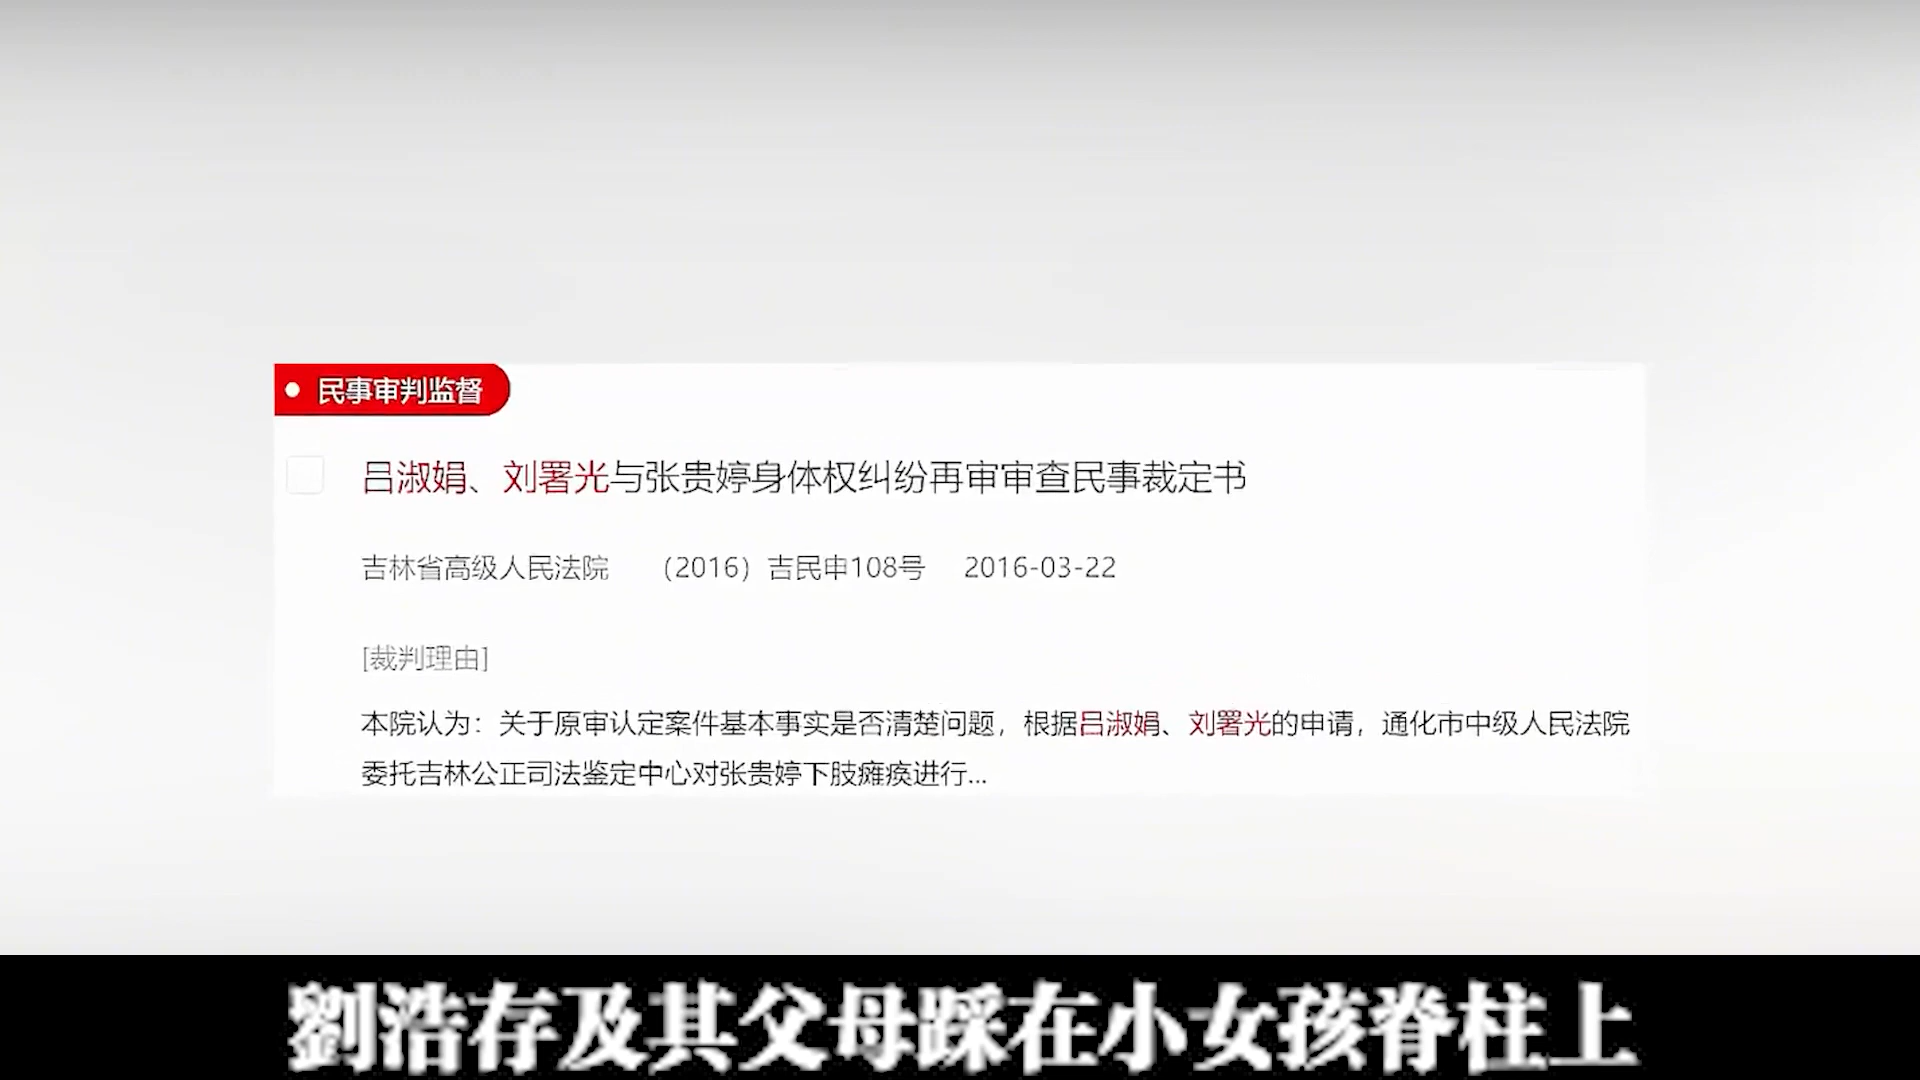 民事审判监督
吕淑娟、刘署光与张贵婷身体权纠纷再审审查民事裁定书
吉林省高级人民法院 （2016）吉民申108号 2016-03-22
[裁判理由]
本院认为：关于原审认定案件基本事实是否清楚问题，根据吕淑娟、刘署光的申请，通化市中级人民法院
委托吉林公正司法鉴定中心对张贵婷下肢瘫痪进行...
劉浩存及其父母踩在小女孩脊柱上